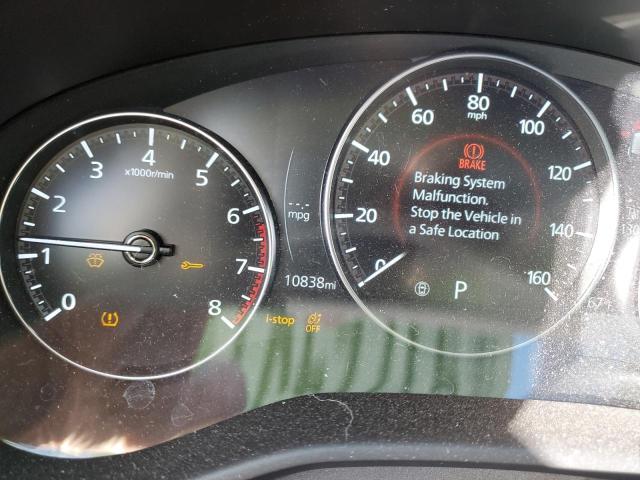 0
1
2
3
4
5
6
7
8
x1000r/min
--.-
mpg
10838mi
i-stop
OFF
0
20
40
60
80
100
120
140
160
mph
BRAKE
Braking System
Malfunction.
Stop the Vehicle in
a Safe Location
P